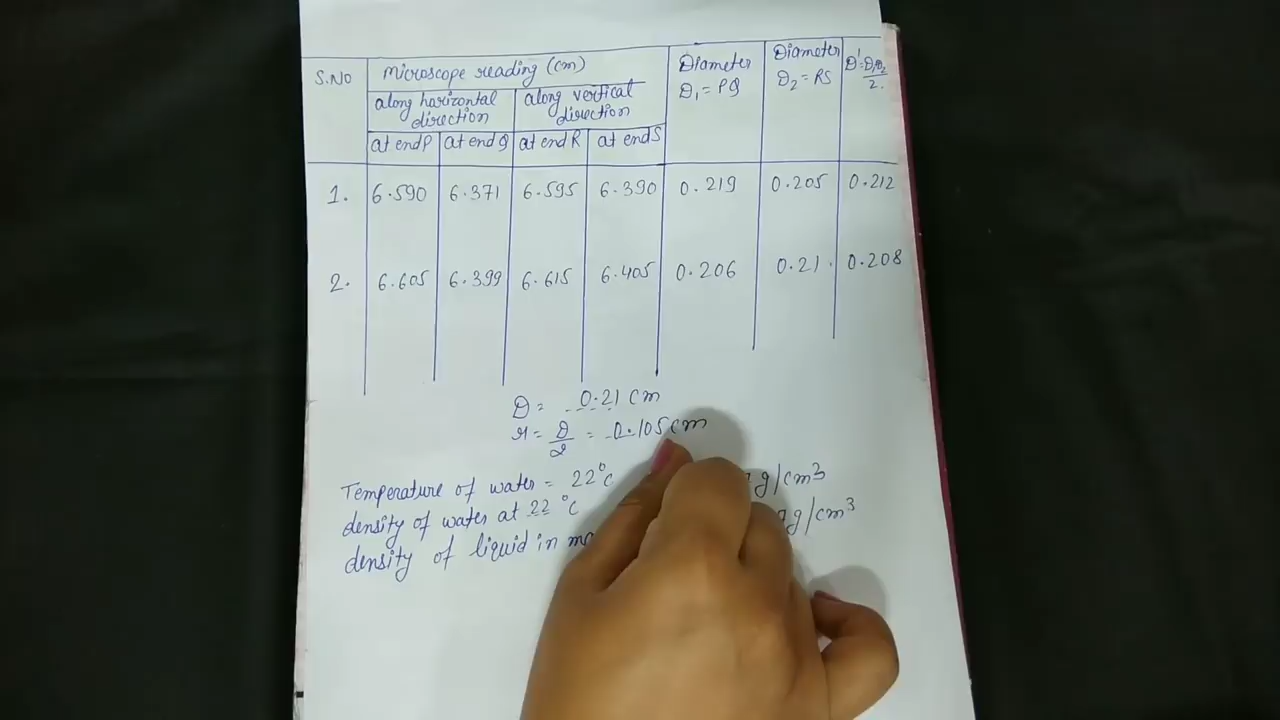 S.NO Microscope reading (cm) Diameter D₁ = PQ Diameter D₂ = RS
along horizontal direction along vertical direction
at end P at end Q at end R at end S
1. 6.590 6.371 6.595 6.390 0.219 0.205 0.212
2. 6.605 6.399 6.615 6.405 0.206 0.21 0.208
D = 0.21 cm
r = D/2 = 0.105 cm
Temperature of water = 22°C
density of water at 22 °C g/cm³
density of liquid in g/cm³